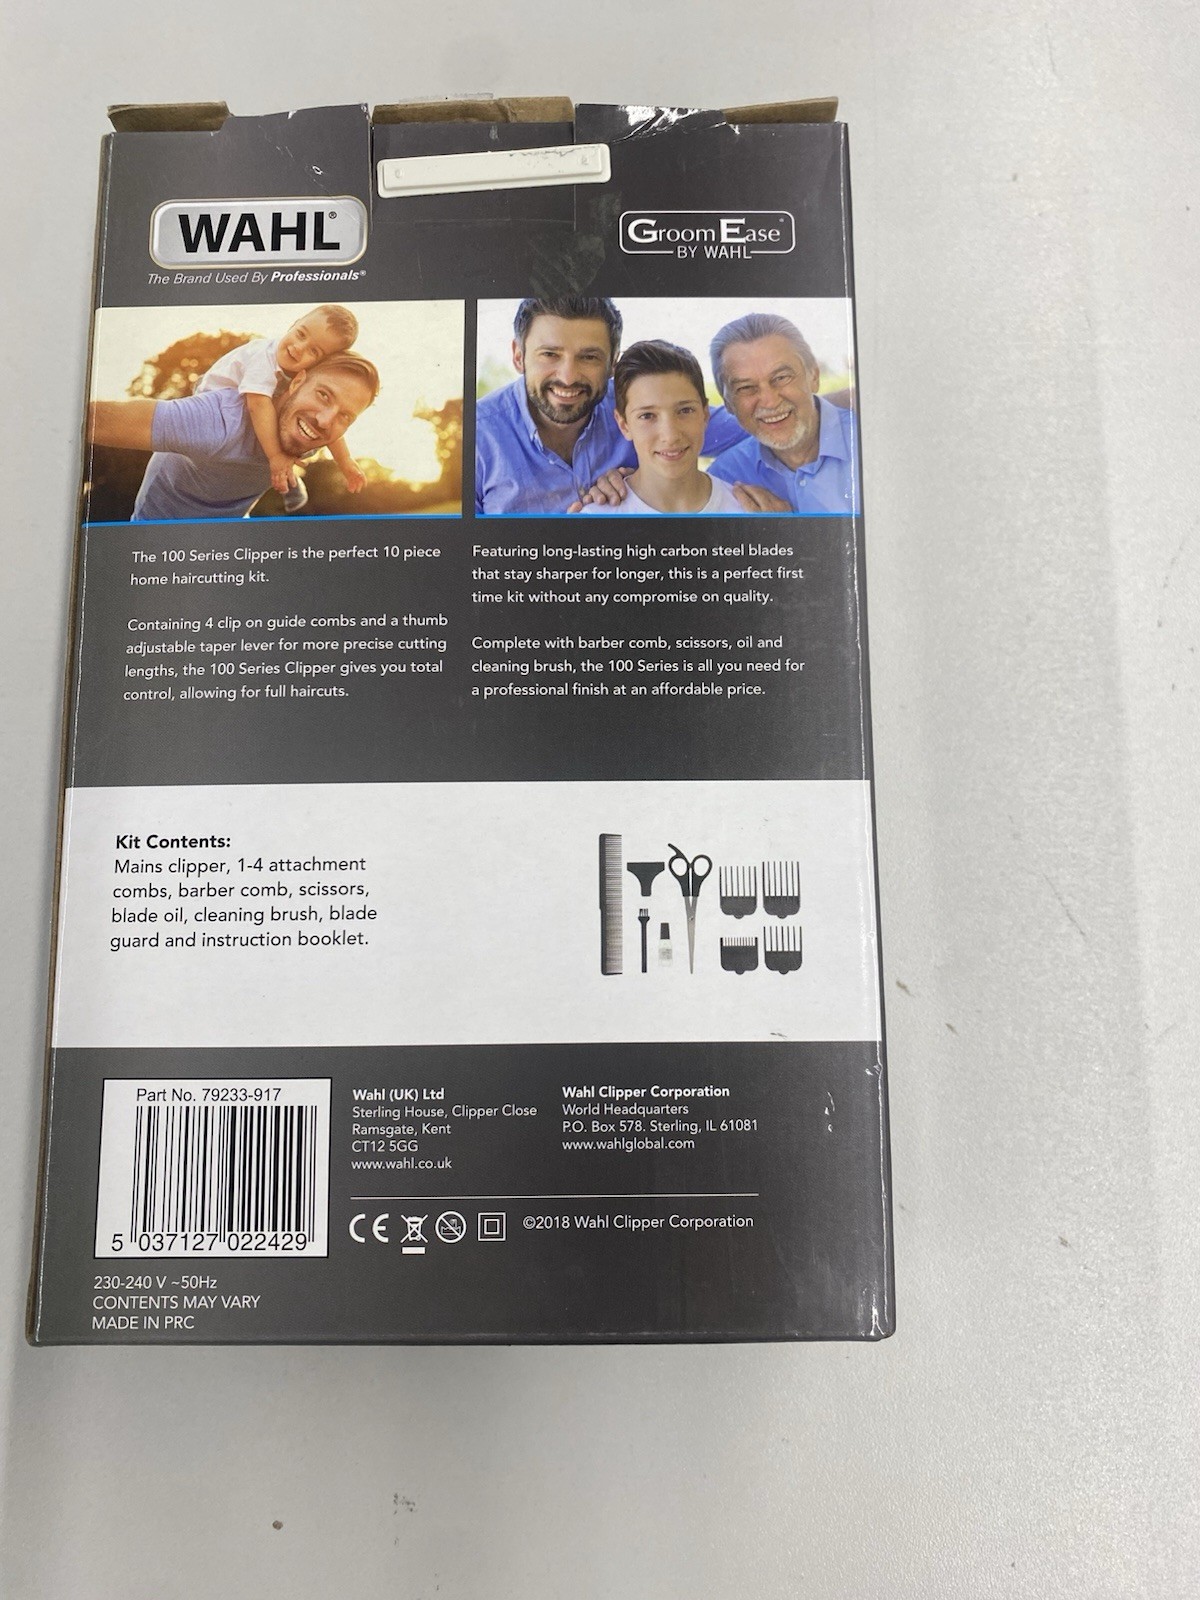 WAHL®
The Brand Used By Professionals®
GroomEase
BY WAHL
The 100 Series Clipper is the perfect 10 piece
home haircutting kit.
Containing 4 clip on guide combs and a thumb
adjustable taper lever for more precise cutting
lengths, the 100 Series Clipper gives you total
control, allowing for full haircuts.
Featuring long-lasting high carbon steel blades
that stay sharper for longer, this is a perfect first
time kit without any compromise on quality.
Complete with barber comb, scissors, oil and
cleaning brush, the 100 Series is all you need for
a professional finish at an affordable price.
Kit Contents:
Mains clipper, 1-4 attachment
combs, barber comb, scissors,
blade oil, cleaning brush, blade
guard and instruction booklet.
Part No. 79233-917
5 037127 022429
Wahl (UK) Ltd
Sterling House, Clipper Close
Ramsgate, Kent
CT12 5GG
www.wahl.co.uk
Wahl Clipper Corporation
World Headquarters
P.O. Box 578. Sterling, IL 61081
www.wahlglobal.com
CE
©2018 Wahl Clipper Corporation
230-240 V ~50Hz
CONTENTS MAY VARY
MADE IN PRC